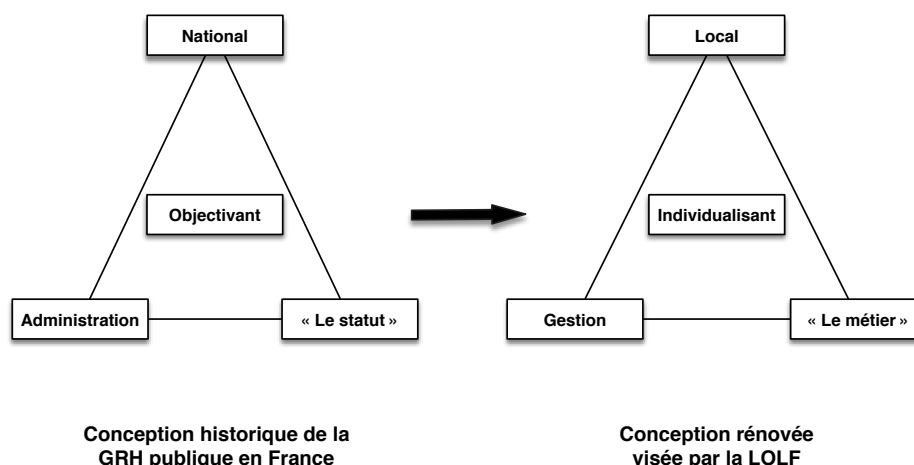 National
Local
Objectivant
Individualisant
Administration
« Le statut »
Gestion
« Le métier »
Conception historique de la
GRH publique en France
Conception rénovée
visée par la LOLF